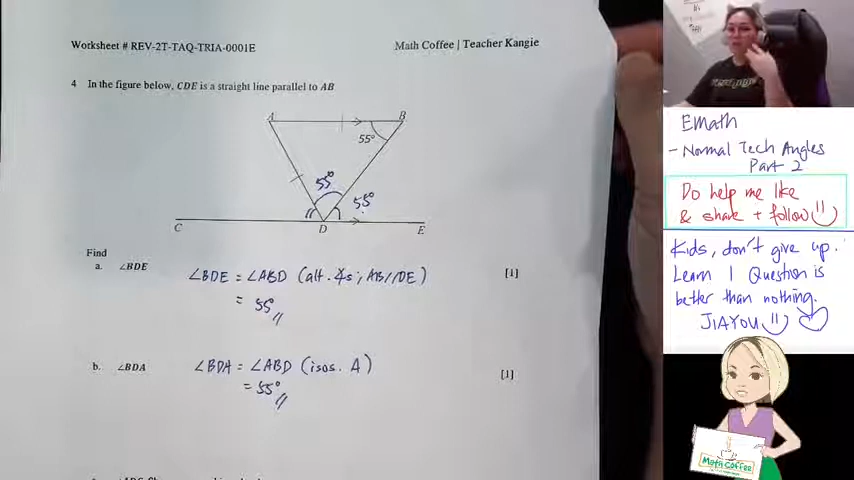 Worksheet # REV-2T-TAQ-TRIA-0001E
Math Coffee | Teacher Kangie
4 In the figure below, CDE is a straight line parallel to AB
A
B
55°
55°
55°
C
D
E
Find
a. ∠BDE
∠BDE = ∠ABD (alt. ∠s, AB//DE)
= 55°
[1]
b. ∠BDA
∠BDA = ∠ABD (isos. Δ)
= 55°
[1]
EMath
- Normal Tech Angles
Part 2
Do help me like
& share + follow
Kids, don't give up.
Learn 1 Question is
better than nothing.
JIAYOU
Math Coffee